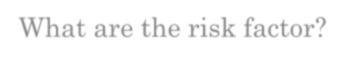 What are the risk factor?